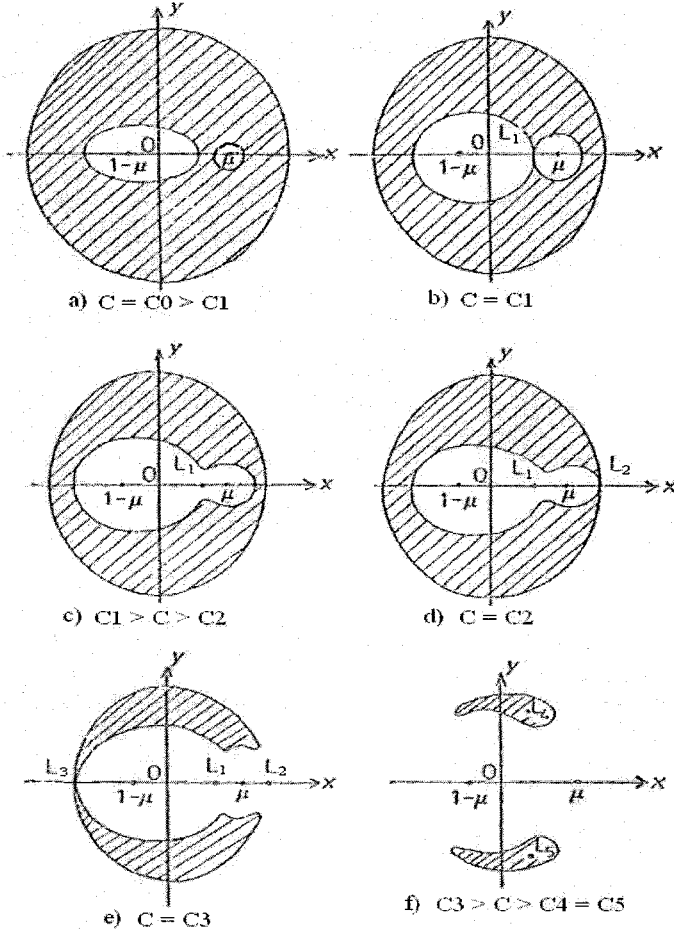 y
0
x
1-μ
μ
a) C = C0 > C1
y
L₁
0
x
1-μ
μ
b) C = C1
y
L₁
0
x
1-μ
μ
c) C1 > C > C2
y
L₁
L₂
0
x
1-μ
μ
d) C = C2
y
L₃
0
L₁
L₂
x
1-μ
μ
e) C = C3
y
L₄
0
x
1-μ
μ
L₅
f) C3 > C > C4 = C5